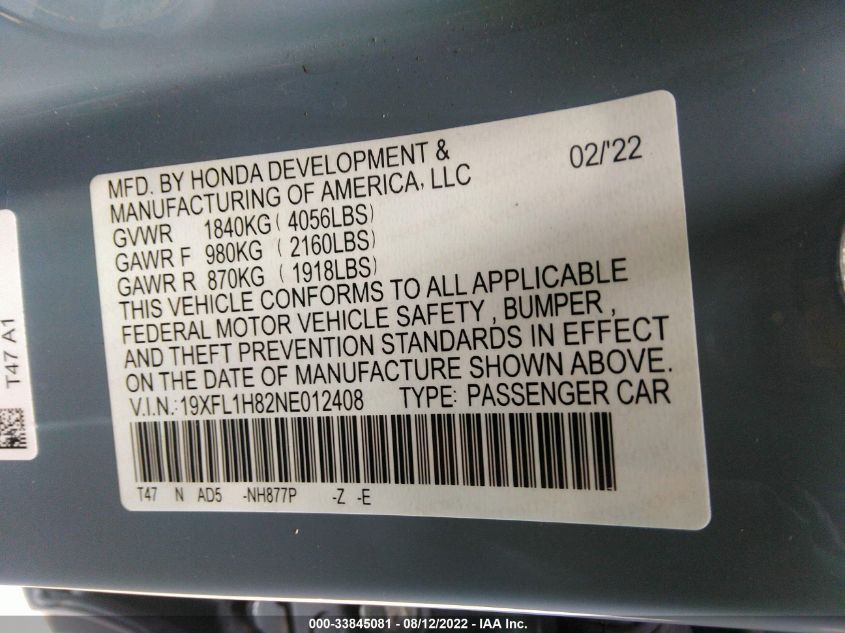 MFD. BY HONDA DEVELOPMENT & 02/'22
MANUFACTURING OF AMERICA, LLC
GVWR 1840KG ( 4056LBS)
GAWR F 980KG ( 2160LBS)
GAWR R 870KG ( 1918LBS)
THIS VEHICLE CONFORMS TO ALL APPLICABLE
FEDERAL MOTOR VEHICLE SAFETY , BUMPER ,
AND THEFT PREVENTION STANDARDS IN EFFECT
ON THE DATE OF MANUFACTURE SHOWN ABOVE.
V.I.N.: 19XFL1H82NE012408 TYPE: PASSENGER CAR
T47 N AD5 -NH877P -Z -E
T47 A1
000-33845081 - 08/12/2022 - IAA Inc.